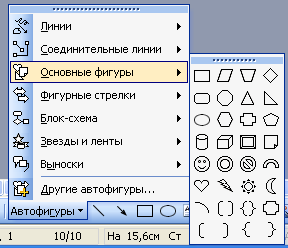 Линии
Соединительные линии
Основные фигуры
Фигурные стрелки
Блок-схема
Звезды и ленты
Выноски
Другие автофигуры...
Автофигуры
1 10/10 На 15,6см Ст